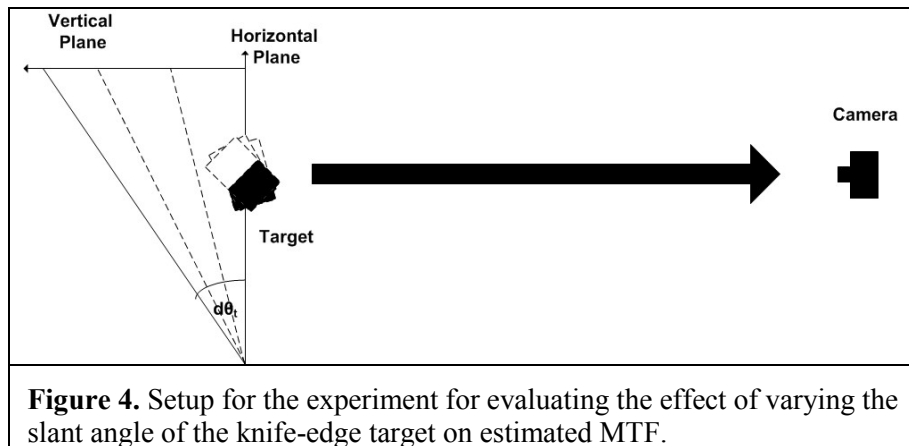 Vertical
Plane
Horizontal
Plane
Camera
Target
dθt
Figure 4. Setup for the experiment for evaluating the effect of varying the
slant angle of the knife-edge target on estimated MTF.